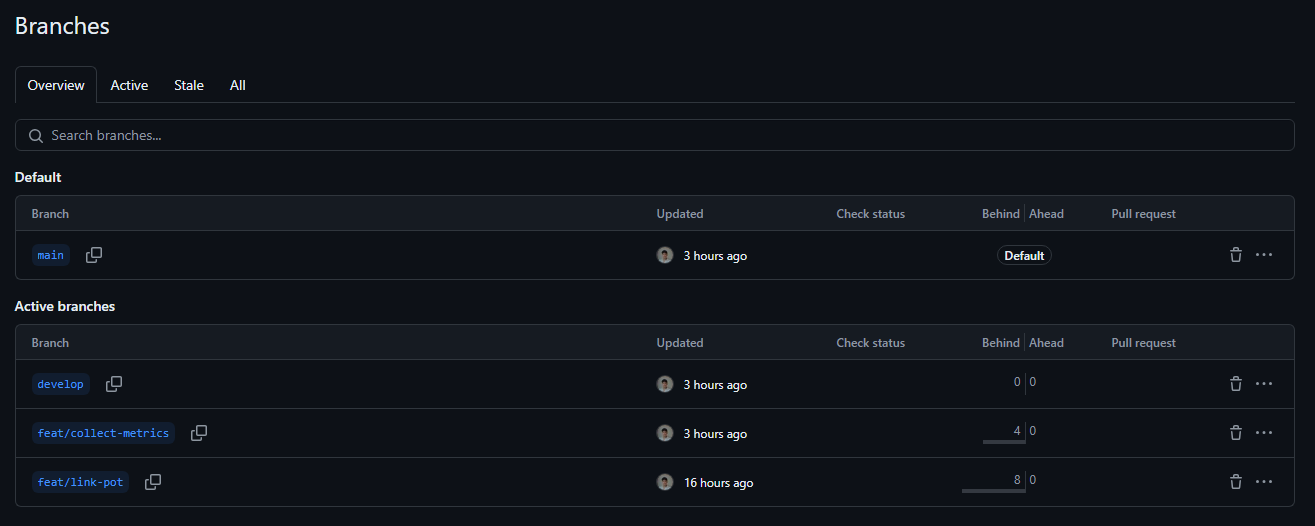 Branches
Overview Active Stale All
Search branches...
Default
Branch Updated Check status Behind Ahead Pull request
main 3 hours ago Default
Active branches
Branch Updated Check status Behind Ahead Pull request
develop 3 hours ago 0 0
feat/collect-metrics 3 hours ago 4 0
feat/link-pot 16 hours ago 8 0